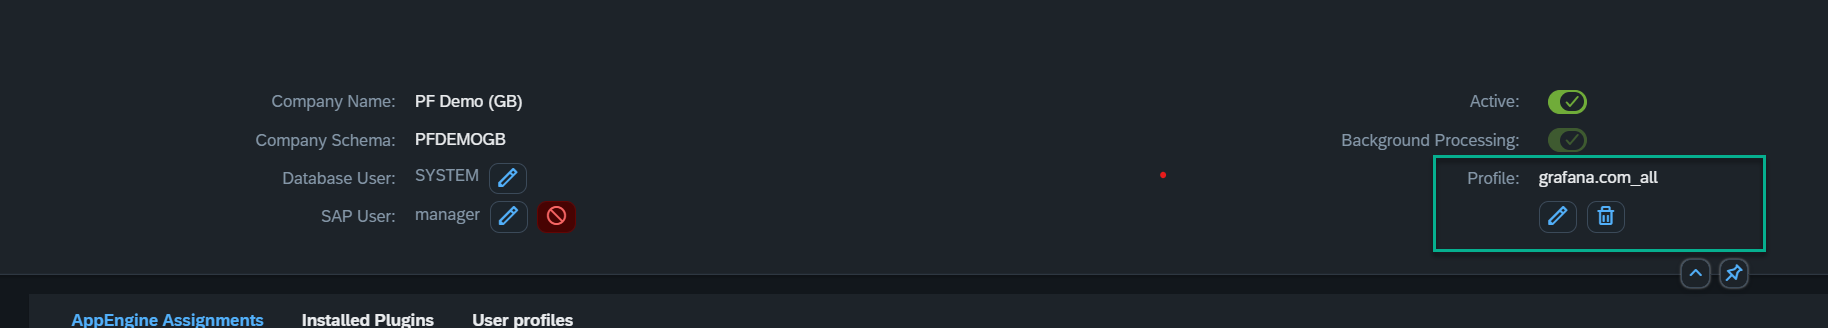 Company Name: PF Demo (GB)
Company Schema: PFDEMOGB
Database User: SYSTEM
SAP User: manager
Active:
Background Processing:
Profile: grafana.com_all
AppEngine Assignments Installed Plugins User profiles